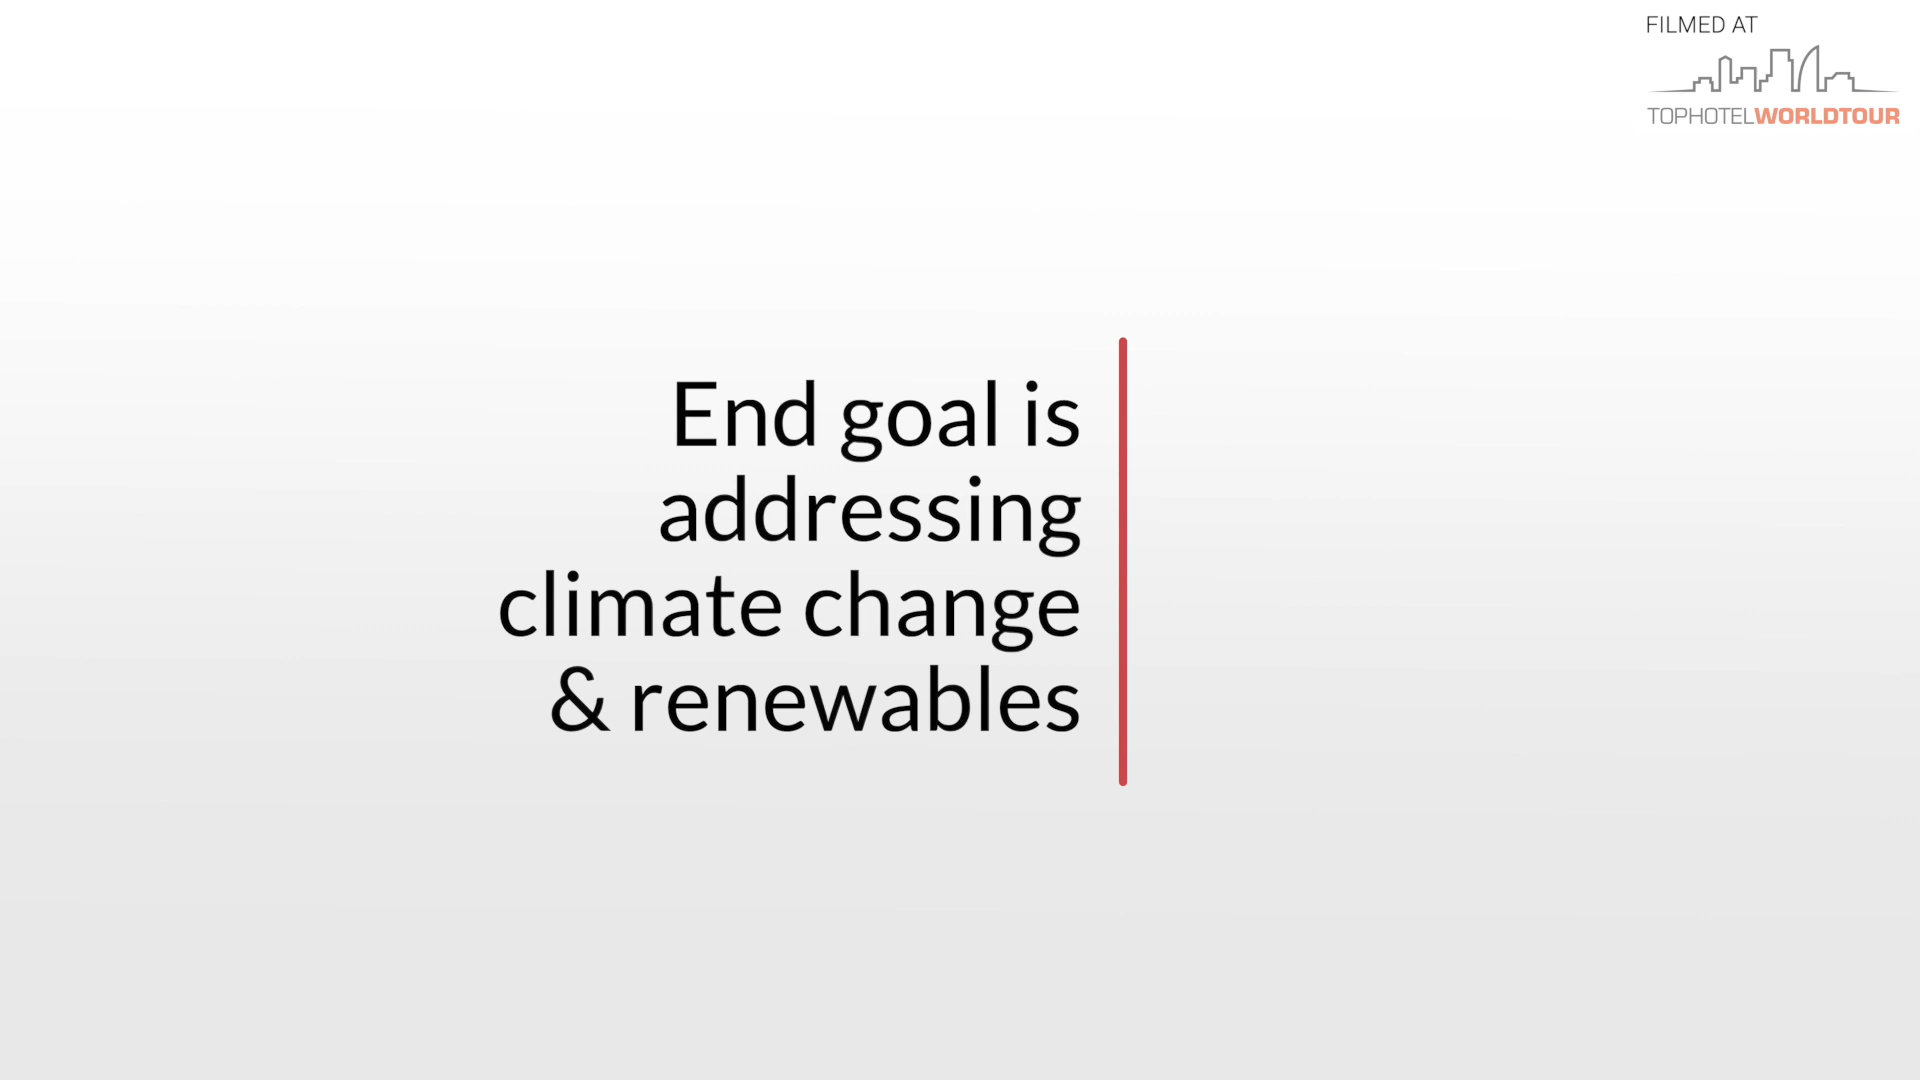 FILMED AT
TOPHOTELWORLDTOUR
End goal is
addressing
climate change
& renewables